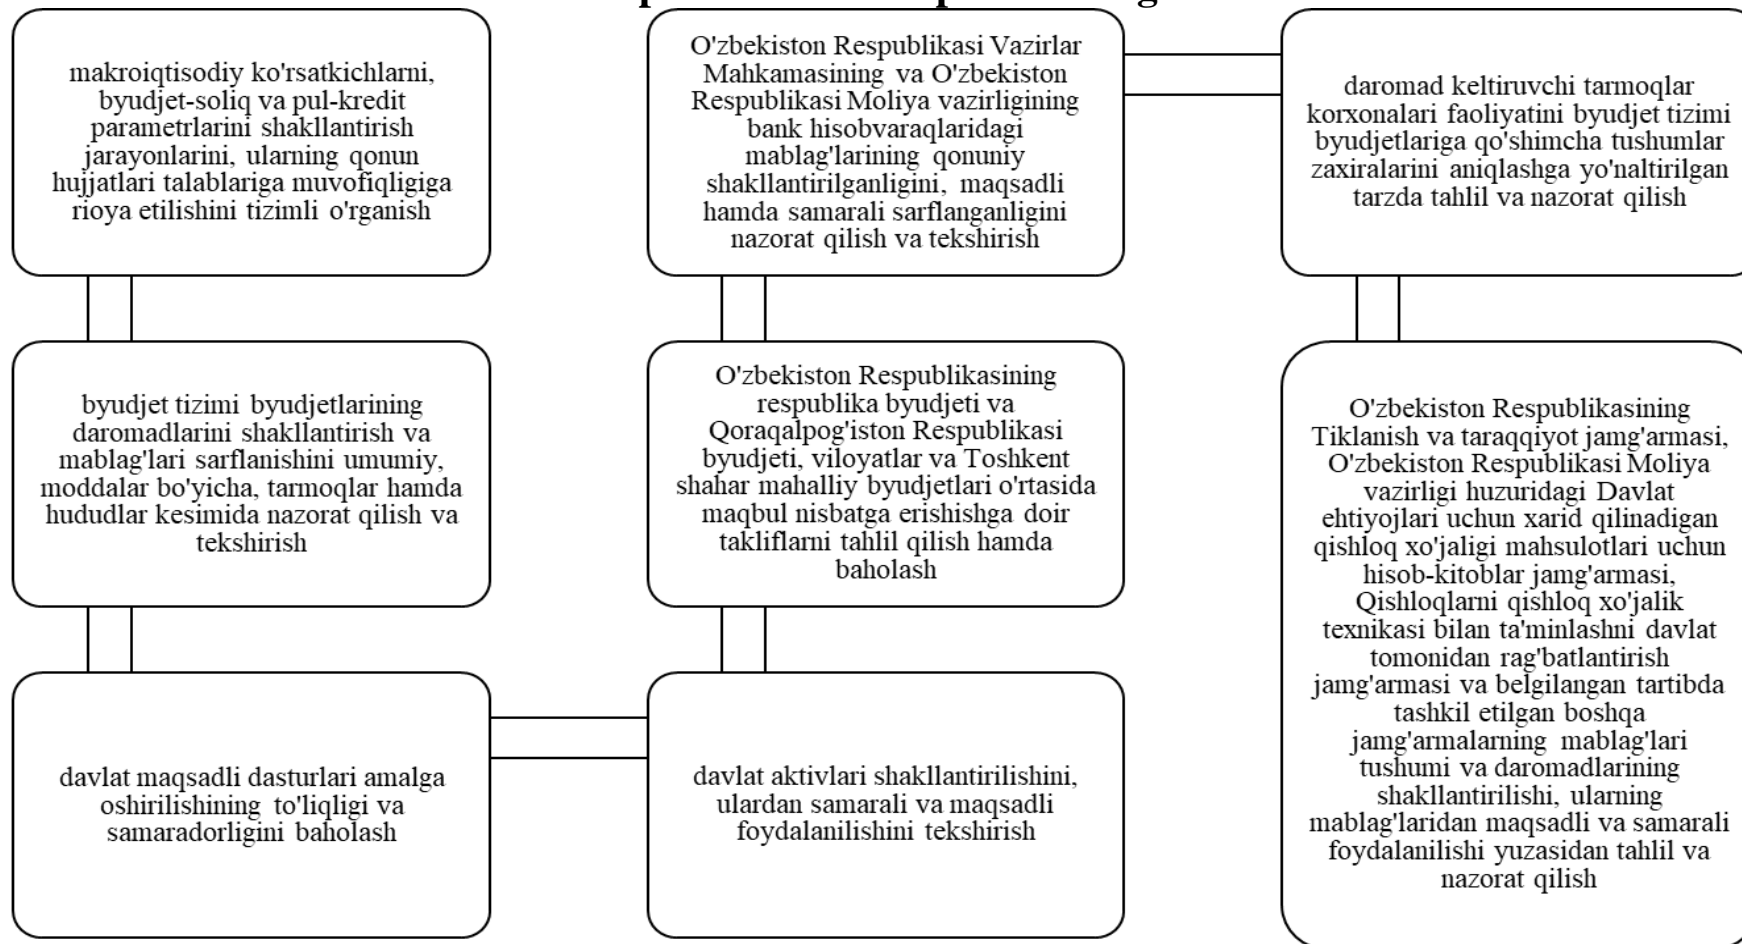 makroiqtisodiy ko'rsatkichlarni,
byudjet-soliq va pul-kredit
parametrlarini shakllantirish
jarayonlarini, ularning qonun
hujjatlari talablariga muvofiqligiga
rioya etilishini tizimli o'rganish
byudjet tizimi byudjetlarining
daromadlarini shakllantirish va
mablag'lari sarflanishini umumiy,
moddalar bo'yicha, tarmoqlar hamda
hududlar kesimida nazorat qilish va
tekshirish
davlat maqsadli dasturlari amalga
oshirilishining to'liqligi va
samaradorligini baholash
davlat aktivlari shakllantirilishini,
ulardan samarali va maqsadli
foydalanilishini tekshirish
O'zbekiston Respublikasining
respublika byudjeti va
Qoraqalpog'iston Respublikasi
byudjeti, viloyatlar va Toshkent
shahar mahalliy byudjetlari o'rtasida
maqbul nisbatga erishishga doir
takliflarni tahlil qilish hamda
baholash
O'zbekiston Respublikasi Vazirlar
Mahkamasining va O'zbekiston
Respublikasi Moliya vazirligining
bank hisobvaraqlaridagi
mablag'larining qonuniy
shakllantirilganligini, maqsadli
hamda samarali sarflanganligini
nazorat qilish va tekshirish
daromad keltiruvchi tarmoqlar
korxonalari faoliyatini byudjet tizimi
byudjetlariga qo'shimcha tushumlar
zaxiralarini aniqlashga yo'naltirilgan
tarzda tahlil va nazorat qilish
O'zbekiston Respublikasining
Tiklanish va taraqqiyot jamg'armasi,
O'zbekiston Respublikasi Moliya
vazirligi huzuridagi Davlat
ehtiyojlari uchun xarid qilinadigan
qishloq xo'jaligi mahsulotlari uchun
hisob-kitoblar jamg'armasi,
Qishloqlarni qishloq xo'jalik
texnikasi bilan ta'minlashni davlat
tomonidan rag'batlantirish
jamg'armasi va belgilangan tartibda
tashkil etilgan boshqa
jamg'armalarning mablag'lari
tushumi va daromadlarining
shakllantirilishi, ularning
mablag'laridan maqsadli va samarali
foydalanilishi yuzasidan tahlil va
nazorat qilish